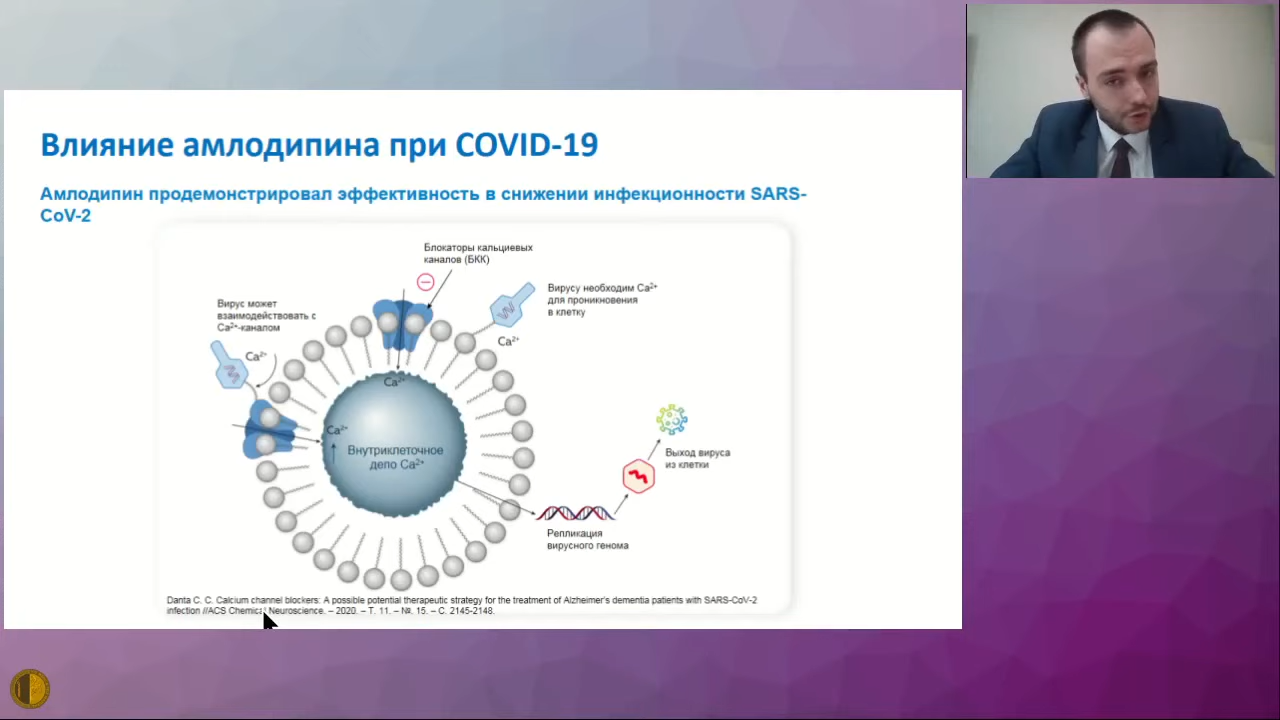 Влияние амлодипина при COVID-19
Амлодипин продемонстрировал эффективность в снижении инфекционности SARS-
CoV-2
Блокаторы кальциевых
каналов (БКК)
Вирусу необходим Ca²⁺
для проникновения
в клетку
Ca²⁺
Вирус может
взаимодействовать с
Ca²⁺-каналом
Ca²⁺
Ca²⁺
Ca²⁺
Внутриклеточное
депо Ca²⁺
Выход вируса
из клетки
Репликация
вирусного генома
Danta C. C. Calcium channel blockers: A possible potential therapeutic strategy for the treatment of Alzheimer's dementia patients with SARS-CoV-2
infection //ACS Chemical Neuroscience. – 2020. – Т. 11. – №. 15. – С. 2145-2148.